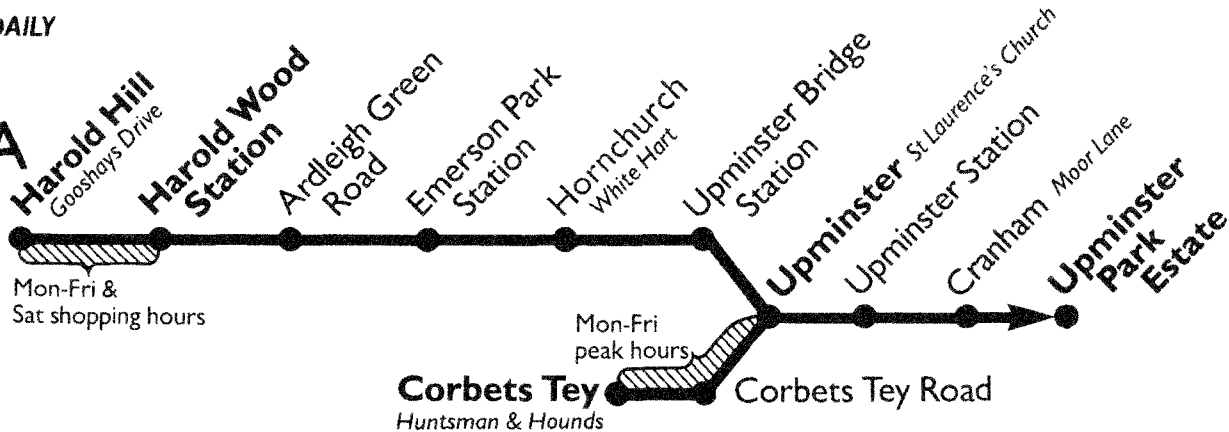 DAILY
A
Harold Hill
Gooshays Drive
Harold Wood
Station
Ardleigh Green
Road
Emerson Park
Station
Hornchurch
White Hart
Upminster Bridge
Station
Upminster St Laurence's Church
Upminster Station
Cranham Moor Lane
Upminster
Park
Estate
Mon-Fri &
Sat shopping hours
Mon-Fri
peak hours
Corbets Tey
Huntsman & Hounds
Corbets Tey Road